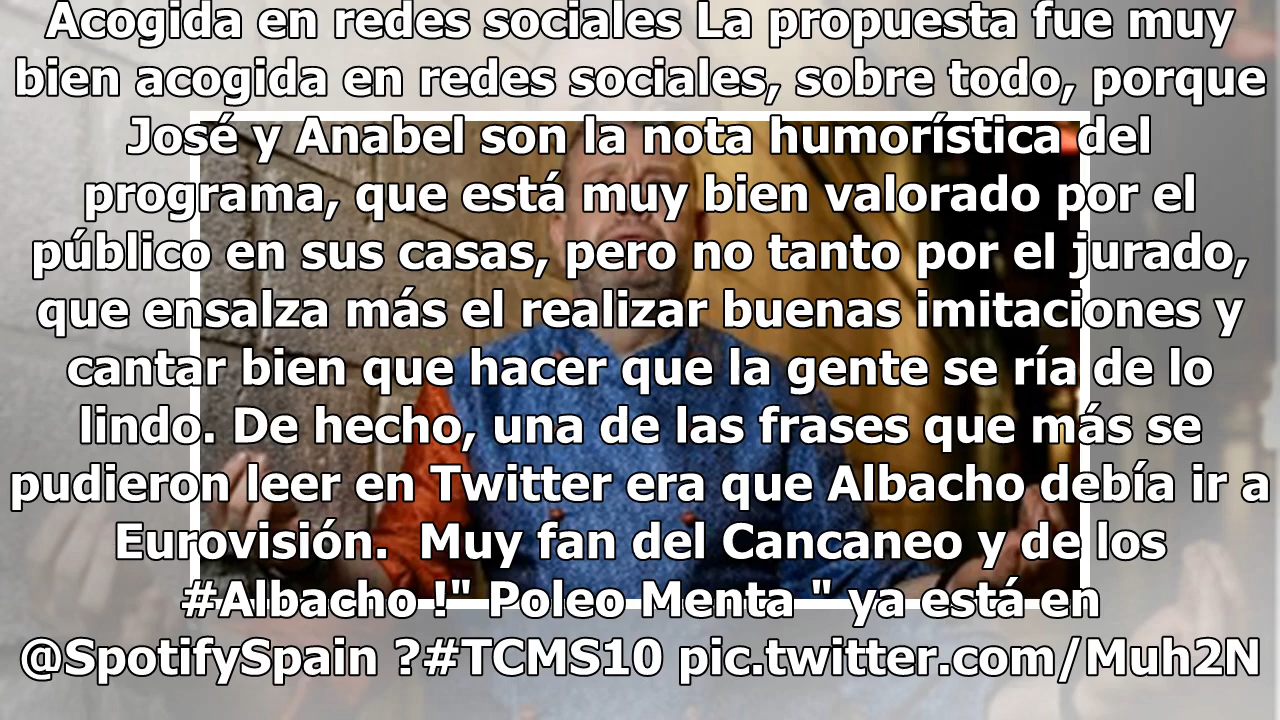 Acogida en redes sociales La propuesta fue muy
bien acogida en redes sociales, sobre todo, porque
José y Anabel son la nota humorística del
programa, que está muy bien valorado por el
público en sus casas, pero no tanto por el jurado,
que ensalza más el realizar buenas imitaciones y
cantar bien que hacer que la gente se ría de lo
lindo. De hecho, una de las frases que más se
pudieron leer en Twitter era que Albacho debía ir a
Eurovisión.  Muy fan del Cancaneo y de los
#Albacho !" Poleo Menta " ya está en
@SpotifySpain ?#TCMS10 pic.twitter.com/Muh2N